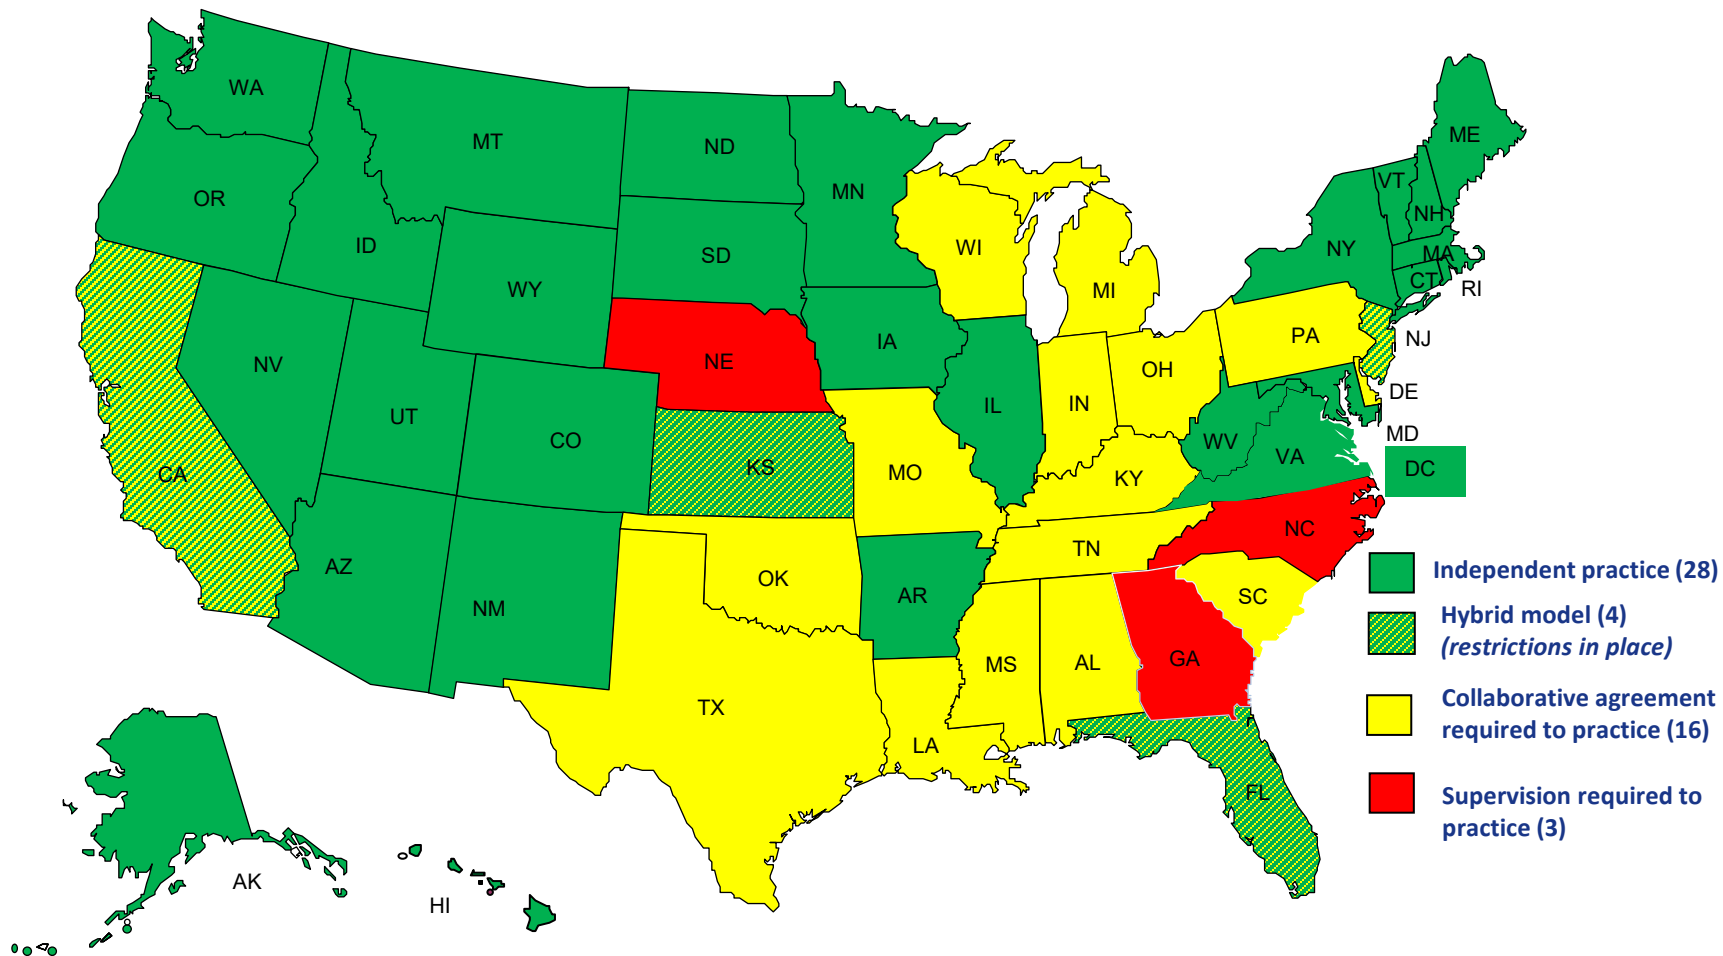 WA
MT
ND
MN
ME
VT
NH
OR
ID
SD
WI
NY
MA
WY
MI
CT
RI
IA
PA
NJ
NV
NE
OH
IL
IN
DE
UT
CO
WV
MD
CA
KS
MO
KY
VA
DC
AZ
OK
TN
NC
NM
AR
SC
MS
AL
GA
TX
LA
FL
AK
HI
Independent practice (28)
Hybrid model (4)
(restrictions in place)
Collaborative agreement
required to practice (16)
Supervision required to
practice (3)